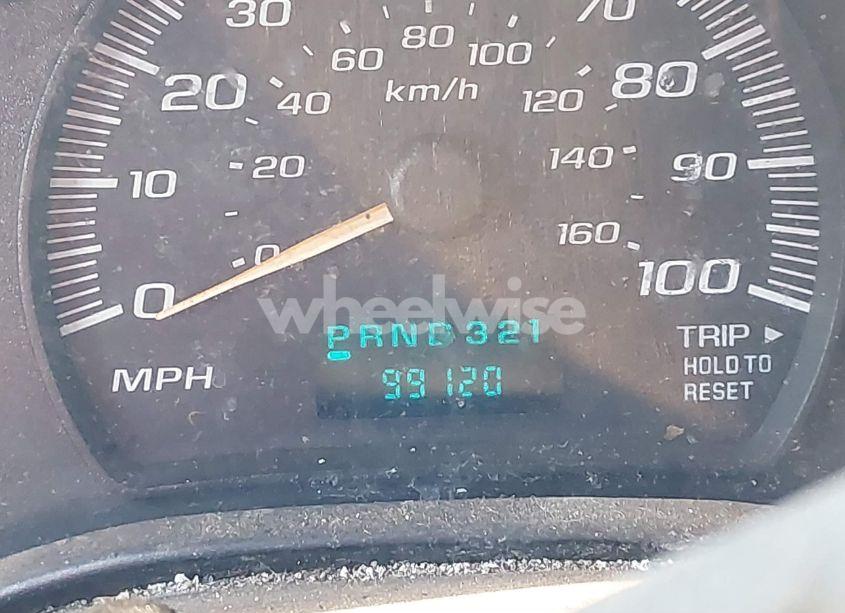 30 70
60 80 100
20 40 km/h 120 80
10 20 140 90
0 0 160 100
wheelwise
PRND321 TRIP ►
MPH 99120 HOLD TO
RESET